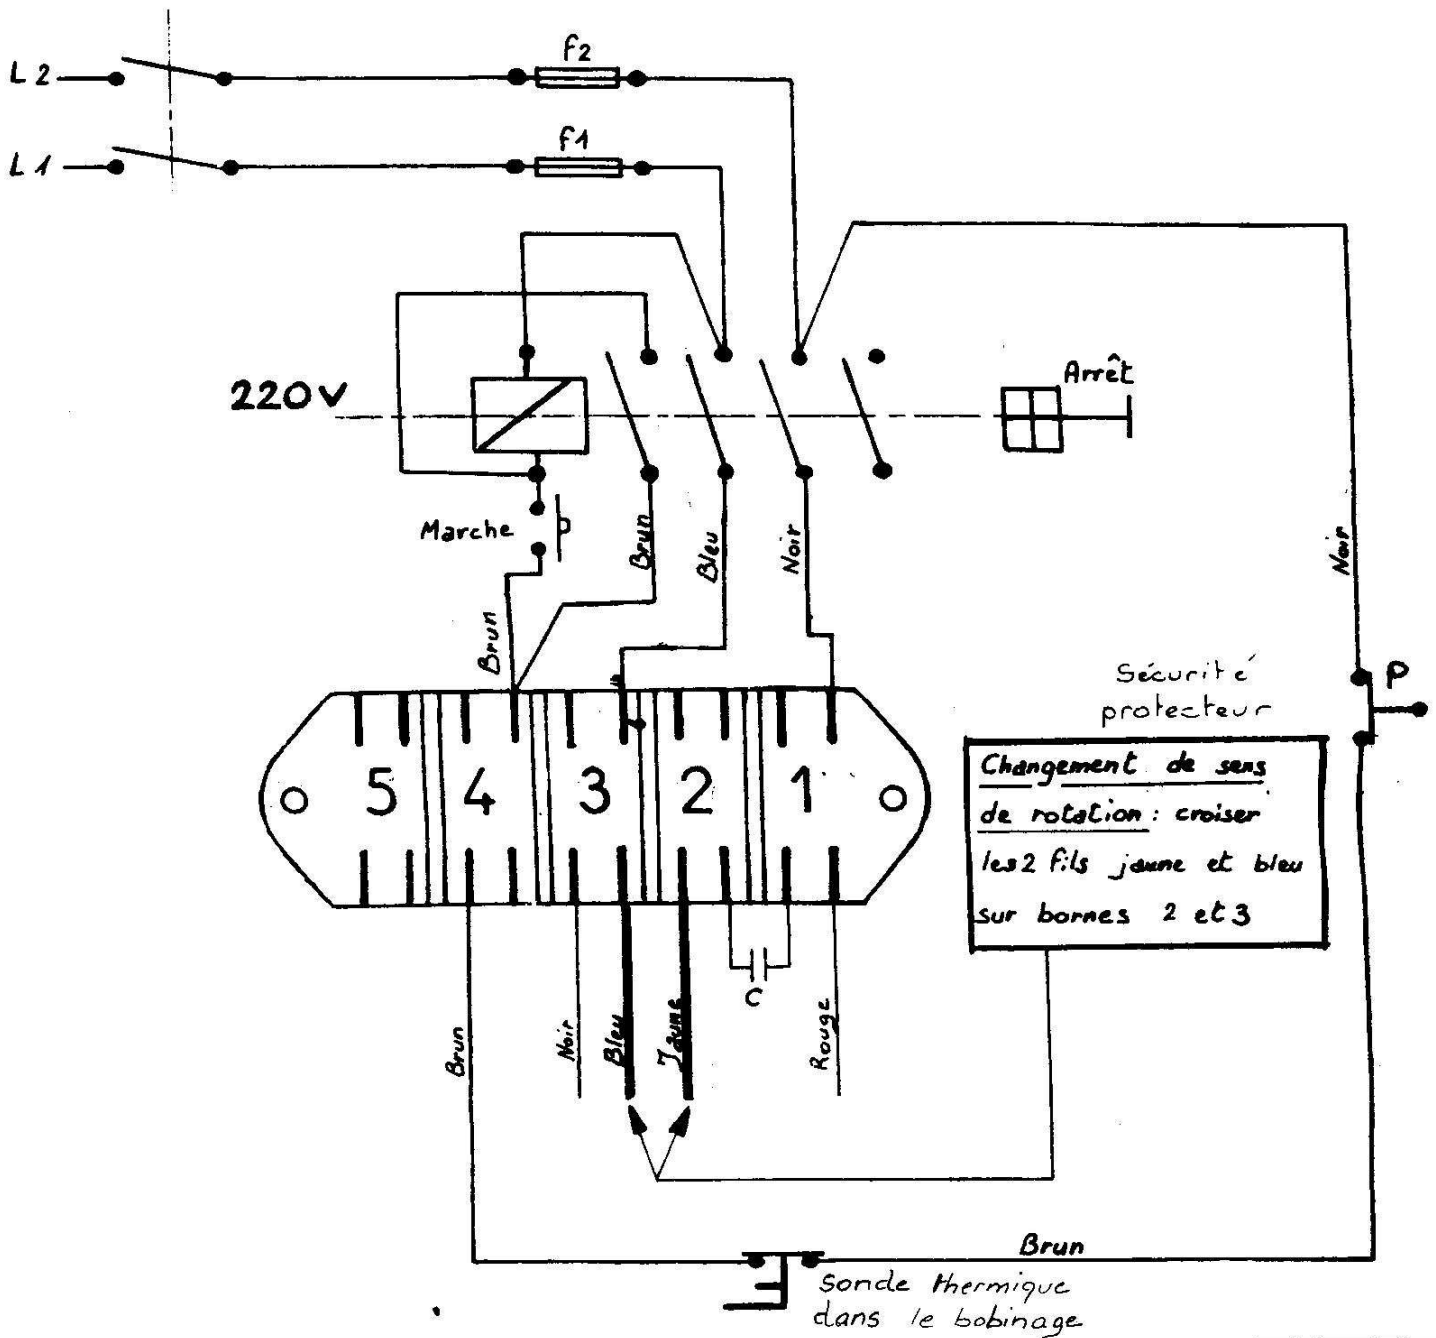 L2
f2
L1
f1
220V
Arrêt
Marche
Brun
Bleu
Noir
Noir
Brun
Sécurité
protecteur
P
5 4 3 2 1
Changement de sens
de rotation : croiser
les 2 fils jaune et bleu
sur bornes 2 et 3
C
Brun
Noir
Bleu
Jaune
Rouge
Brun
Sonde thermique
dans le bobinage